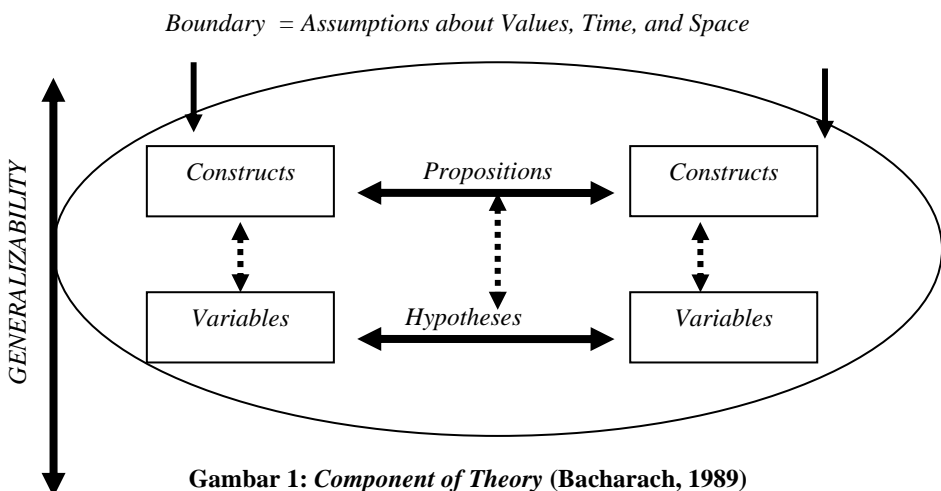 Boundary = Assumptions about Values, Time, and Space
GENERALIZABILITY
Constructs
Propositions
Constructs
Variables
Hypotheses
Variables
Gambar 1: Component of Theory (Bacharach, 1989)